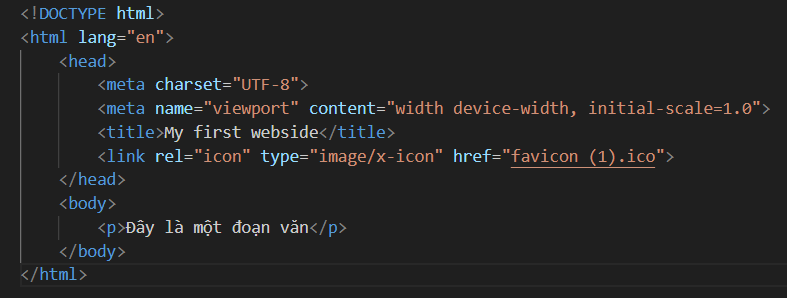 <!DOCTYPE html>
<html lang="en">
    <head>
        <meta charset="UTF-8">
        <meta name="viewport" content="width device-width, initial-scale=1.0">
        <title>My first webside</title>
        <link rel="icon" type="image/x-icon" href="favicon (1).ico">
    </head>
    <body>
        <p>Đây là một đoạn văn</p>
    </body>
</html>